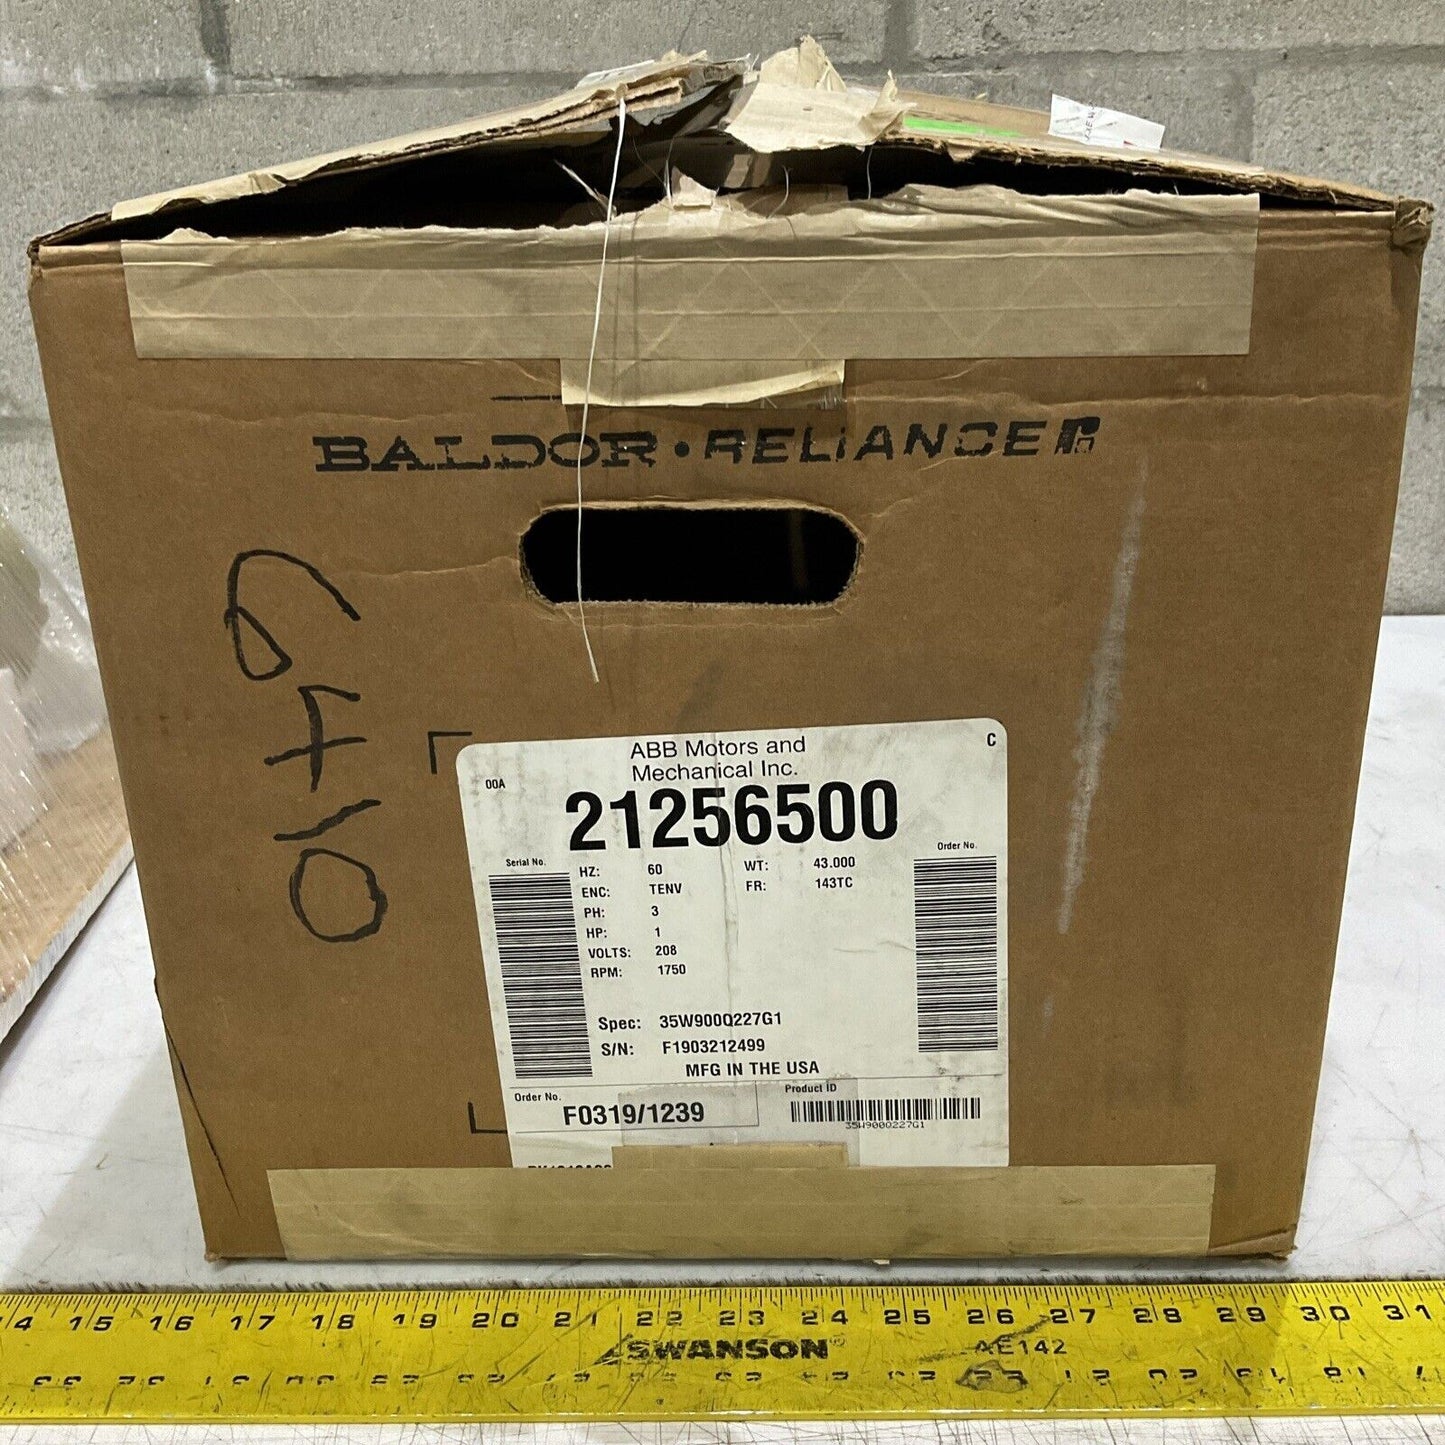 BALDOR • RELIANCE
6410
ABB Motors and
Mechanical Inc.
C
00A
21256500
Serial No.
Order No.
HZ: 60 WT: 43.000
ENC: TENV FR: 143TC
PH: 3
HP: 1
VOLTS: 208
RPM: 1750
Spec: 35W900Q227G1
S/N: F1903212499
MFG IN THE USA
Order No.
F0319/1239
Product ID
35W900Q227G1
14 15 16 17 18 19 20 21 22 23 24 25 26 27 28 29 30 31
SWANSON® AE142